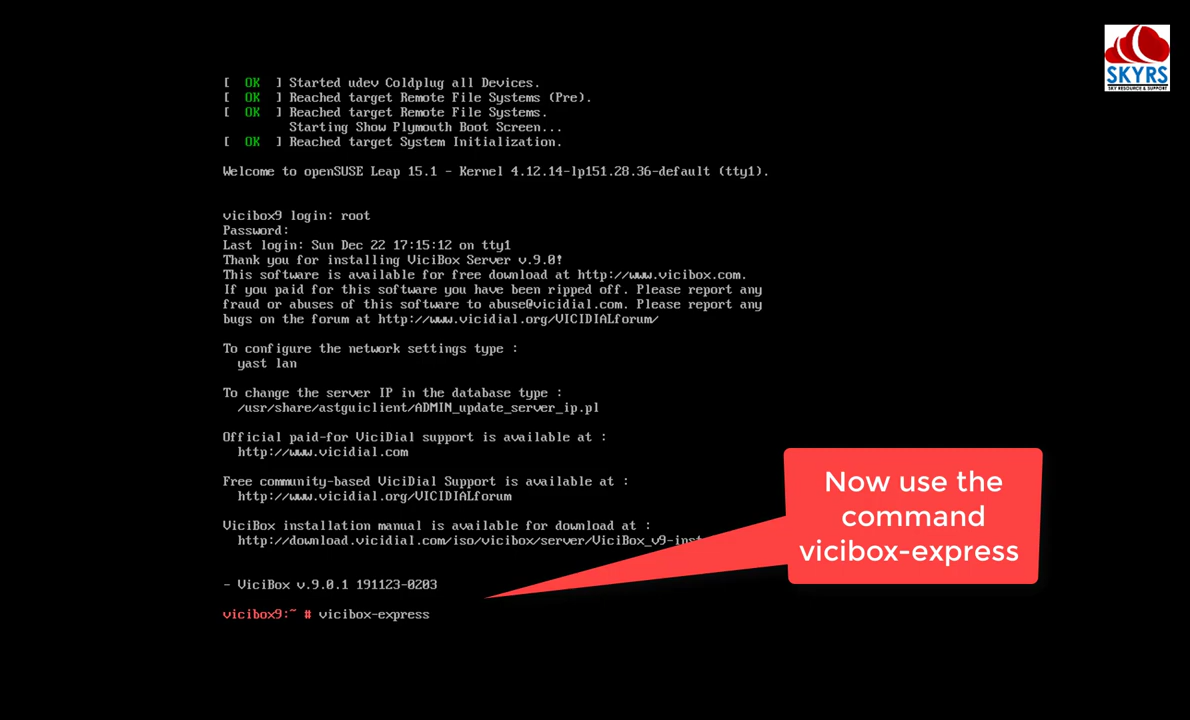 SKYRS
SKY RESOURCE & SUPPORT
[ OK ] Started udev Coldplug all Devices.
[ OK ] Reached target Remote File Systems (Pre).
[ OK ] Reached target Remote File Systems.
Starting Show Plymouth Boot Screen...
[ OK ] Reached target System Initialization.
Welcome to openSUSE Leap 15.1 - Kernel 4.12.14-lp151.28.36-default (tty1).
vicibox9 login: root
Password:
Last login: Sun Dec 22 17:15:12 on tty1
Thank you for installing ViciBox Server v.9.0!
This software is available for free download at http://www.vicibox.com.
If you paid for this software you have been ripped off. Please report any
fraud or abuses of this software to abuse@vicidial.com. Please report any
bugs on the forum at http://www.vicidial.org/VICIDIALforum/
To configure the network settings type :
yast lan
To change the server IP in the database type :
/usr/share/astguiclient/ADMIN_update_server_ip.pl
Official paid-for ViciDial support is available at :
http://www.vicidial.com
Free community-based ViciDial Support is available at :
http://www.vicidial.org/VICIDIALforum
ViciBox installation manual is available for download at :
http://download.vicidial.com/iso/vicibox/server/ViciBox_v9-inst
- ViciBox v.9.0.1 191123-0203
vicibox9:~ # vicibox-express
Now use the
command
vicibox-express